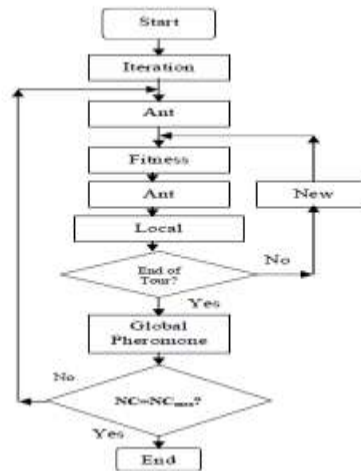 Start
Iteration
Ant
Fitness
Ant
New
Local
End of
Tour?
No
Yes
Global
Pheromone
No
NC=NCmax?
Yes
End